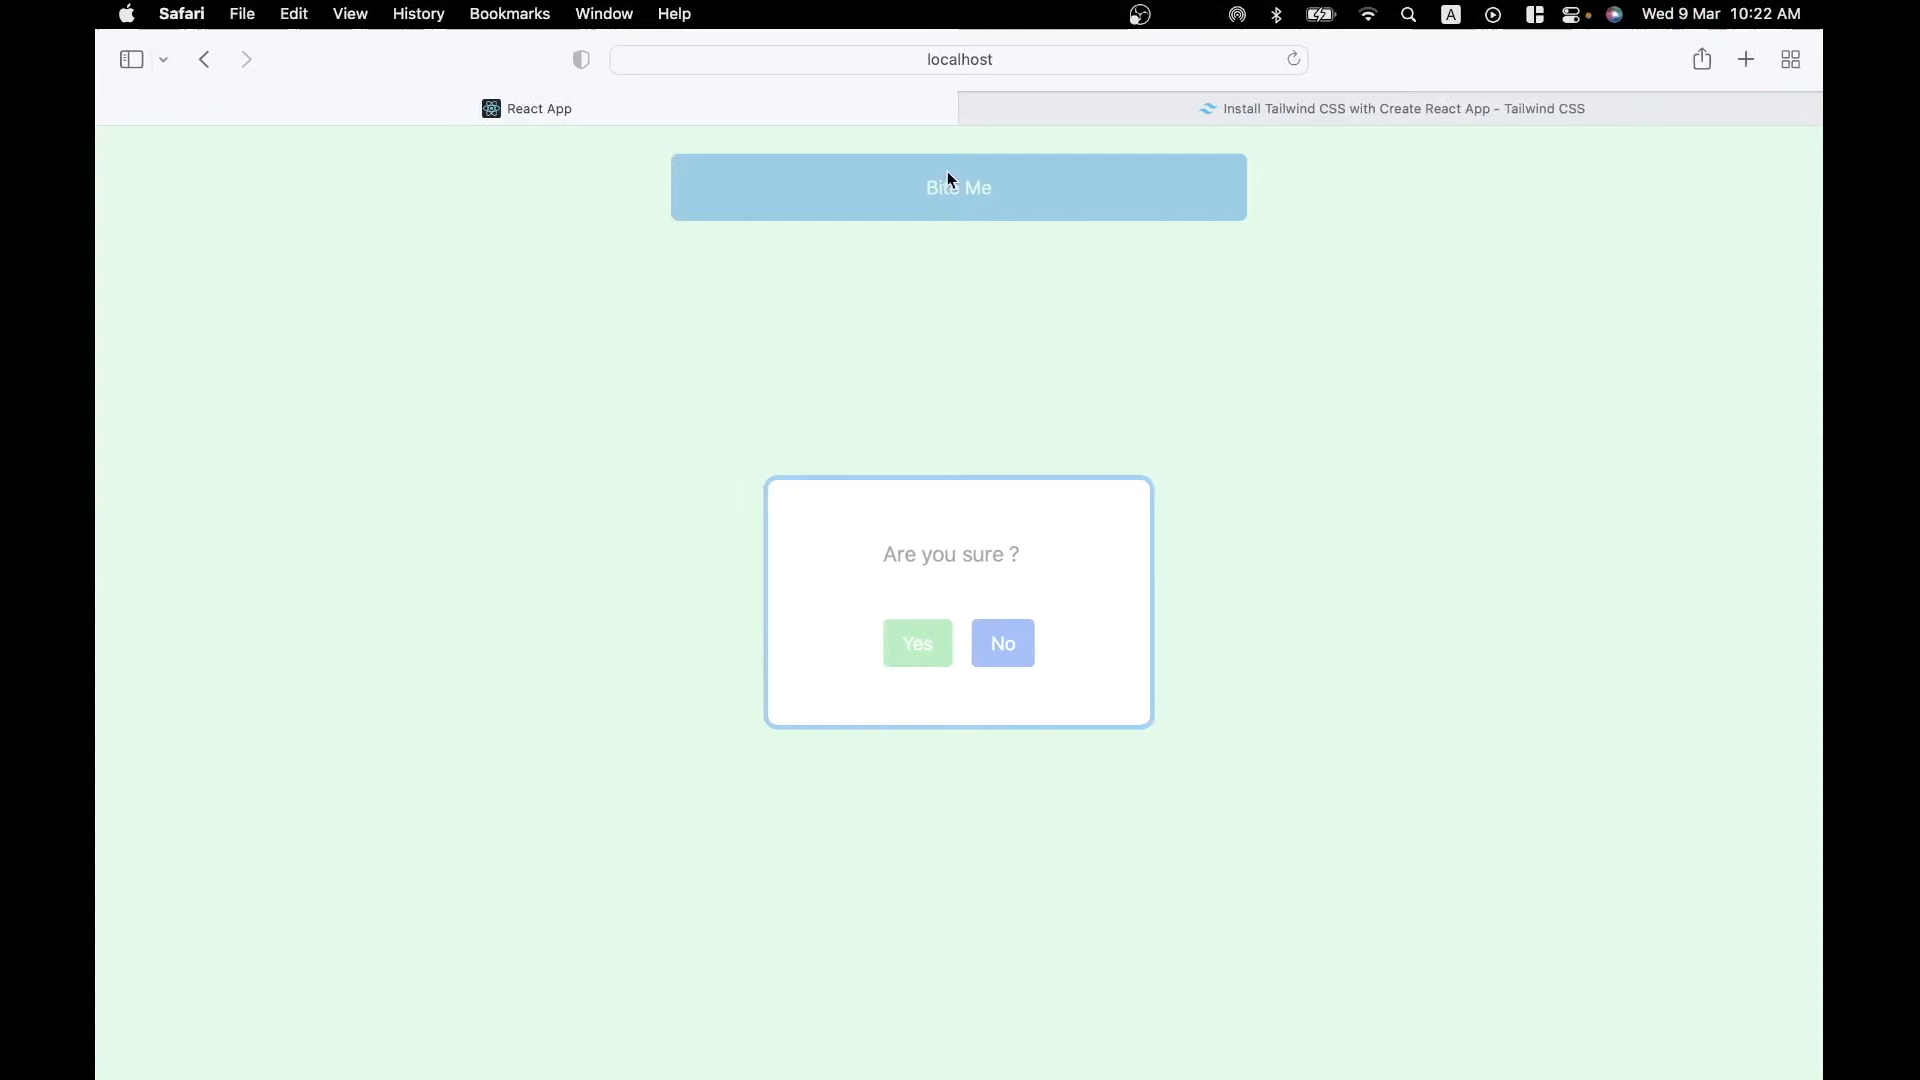 Safari File Edit View History Bookmarks Window Help A Wed 9 Mar 10:22 AM
localhost
React App
Install Tailwind CSS with Create React App - Tailwind CSS
Bite Me
Are you sure ?
Yes No